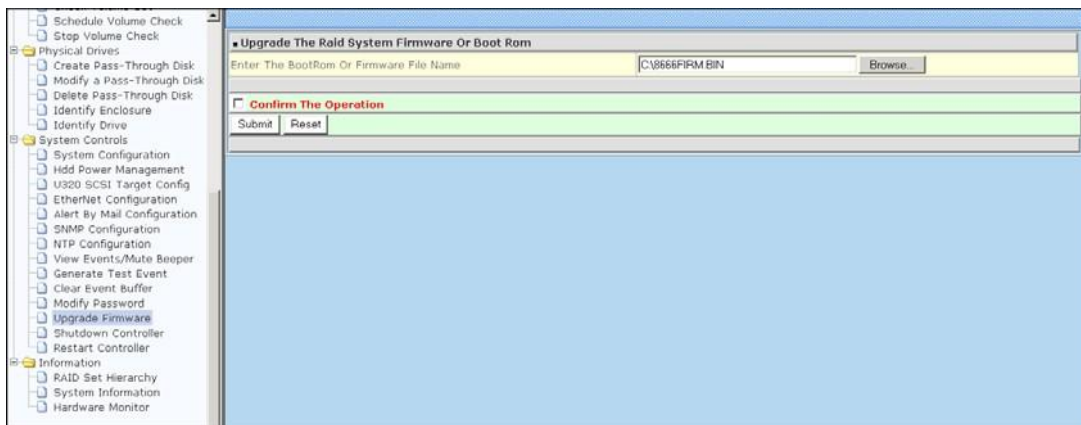 Schedule Volume Check
Stop Volume Check
Physical Drives
Create Pass-Through Disk
Modify a Pass-Through Disk
Delete Pass-Through Disk
Identify Enclosure
Identify Drive
System Controls
System Configuration
Hdd Power Management
U320 SCSI Target Config
EtherNet Configuration
Alert By Mail Configuration
SNMP Configuration
NTP Configuration
View Events/Mute Beeper
Generate Test Event
Clear Event Buffer
Modify Password
Upgrade Firmware
Shutdown Controller
Restart Controller
Information
RAID Set Hierarchy
System Information
Hardware Monitor
Upgrade The Raid System Firmware Or Boot Rom
Enter The BootRom Or Firmware File Name C:\8666FIRM.BIN Browse...
Confirm The Operation
Submit Reset